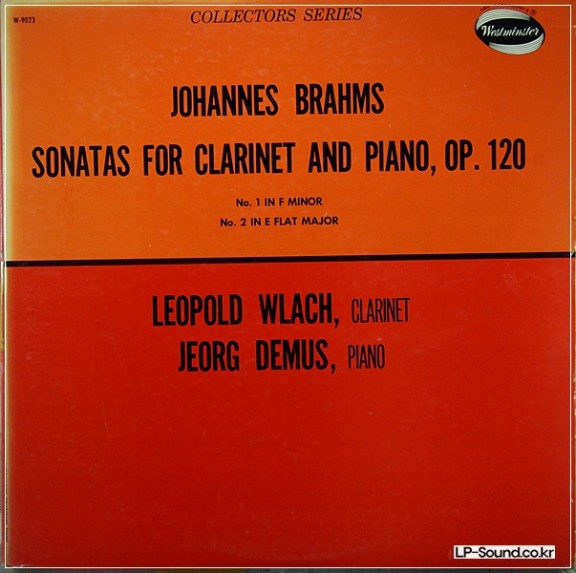 COLLECTORS SERIES
W-9023
Westminster
®
JOHANNES BRAHMS
SONATAS FOR CLARINET AND PIANO, OP. 120
No. 1 IN F MINOR
No. 2 IN E FLAT MAJOR
LEOPOLD WLACH, CLARINET
JEORG DEMUS, PIANO
LP-Sound.co.kr